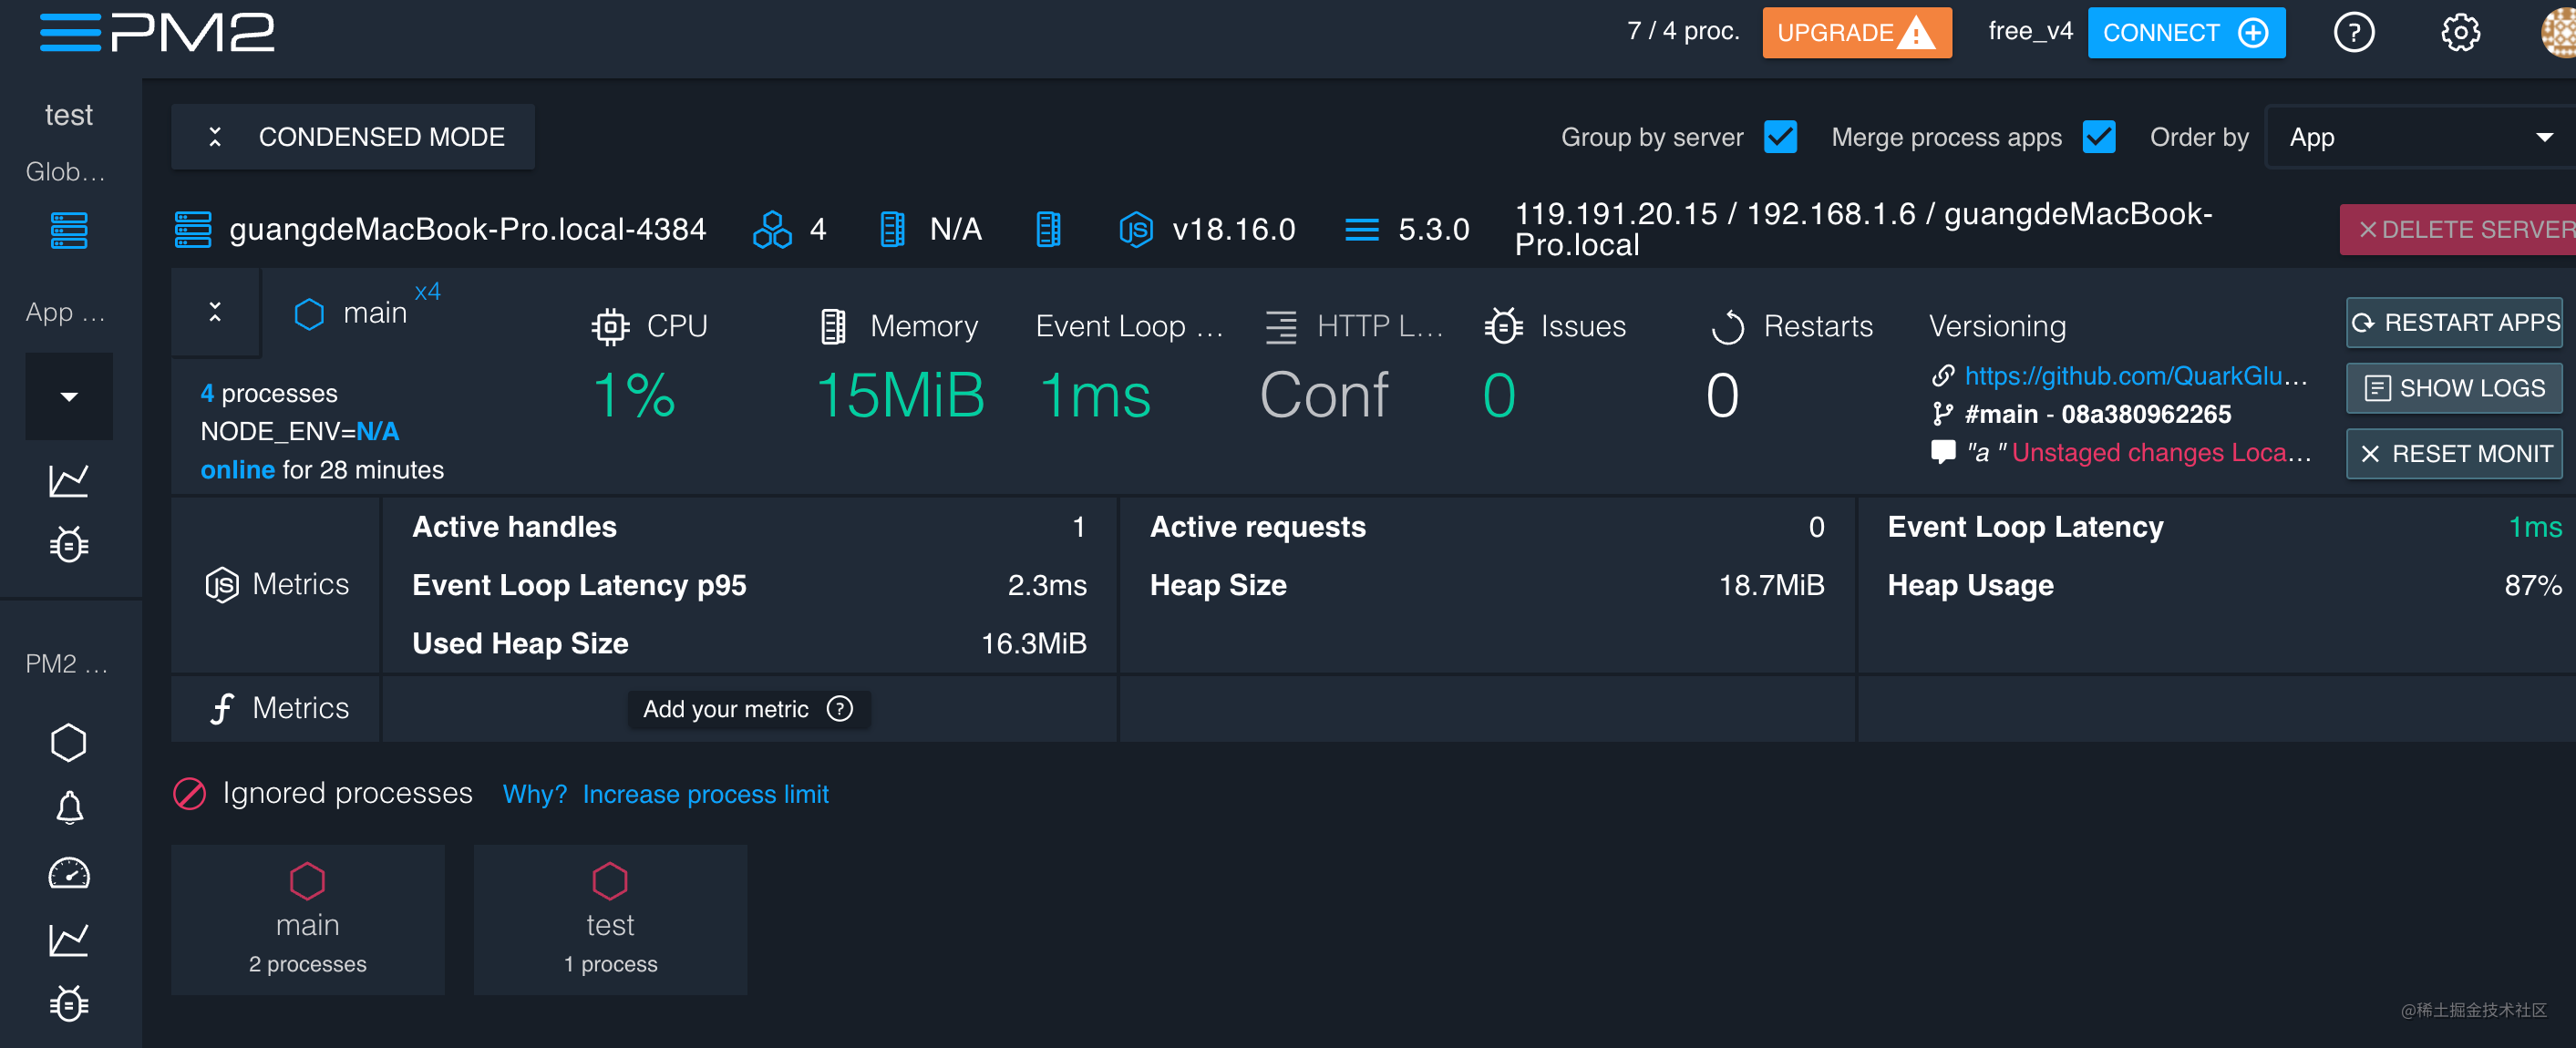 PM2
7 / 4 proc.
UPGRADE
free_v4
CONNECT
test
Glob...
App ...
PM2 ...
CONDENSED MODE
Group by server
Merge process apps
Order by
App
guangdeMacBook-Pro.local-4384
4
N/A
v18.16.0
5.3.0
119.191.20.15 / 192.168.1.6 / guangdeMacBook-
Pro.local
DELETE SERVER
main x4
4 processes
NODE_ENV=N/A
online for 28 minutes
CPU
1%
Memory
15MiB
Event Loop ...
1ms
HTTP L...
Conf
Issues
0
Restarts
0
Versioning
https://github.com/QuarkGlu...
#main - 08a380962265
"a " Unstaged changes Loca...
RESTART APPS
SHOW LOGS
RESET MONIT
Metrics
Active handles 1
Event Loop Latency p95 2.3ms
Used Heap Size 16.3MiB
Active requests 0
Heap Size 18.7MiB
Event Loop Latency 1ms
Heap Usage 87%
Metrics
Add your metric
Ignored processes Why? Increase process limit
main
2 processes
test
1 process
@稀土掘金技术社区